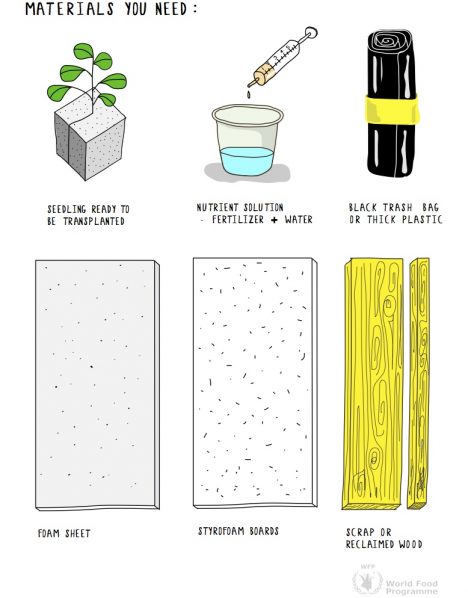 MATERIALS YOU NEED:
SEEDLING READY TO
BE TRANSPLANTED
NUTRIENT SOLUTION
- FERTILIZER + WATER
BLACK TRASH BAG
OR THICK PLASTIC
FOAM SHEET
STYROFOAM BOARDS
SCRAP OR
RECLAIMED WOOD
WFP
World Food
Programme